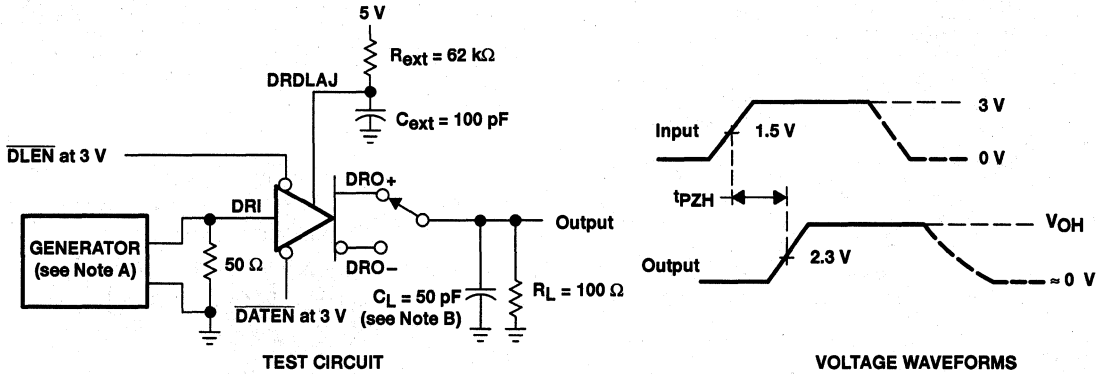 5 V
Rext = 62 kΩ
DRDLAJ
Cext = 100 pF
DLEN at 3 V
DRO+
DRI
Output
GENERATOR
(see Note A)
50 Ω
DRO−
DATEN at 3 V
CL = 50 pF
(see Note B)
RL = 100 Ω
TEST CIRCUIT
3 V
Input
1.5 V
0 V
tPZH
VOH
2.3 V
Output
≈ 0 V
VOLTAGE WAVEFORMS